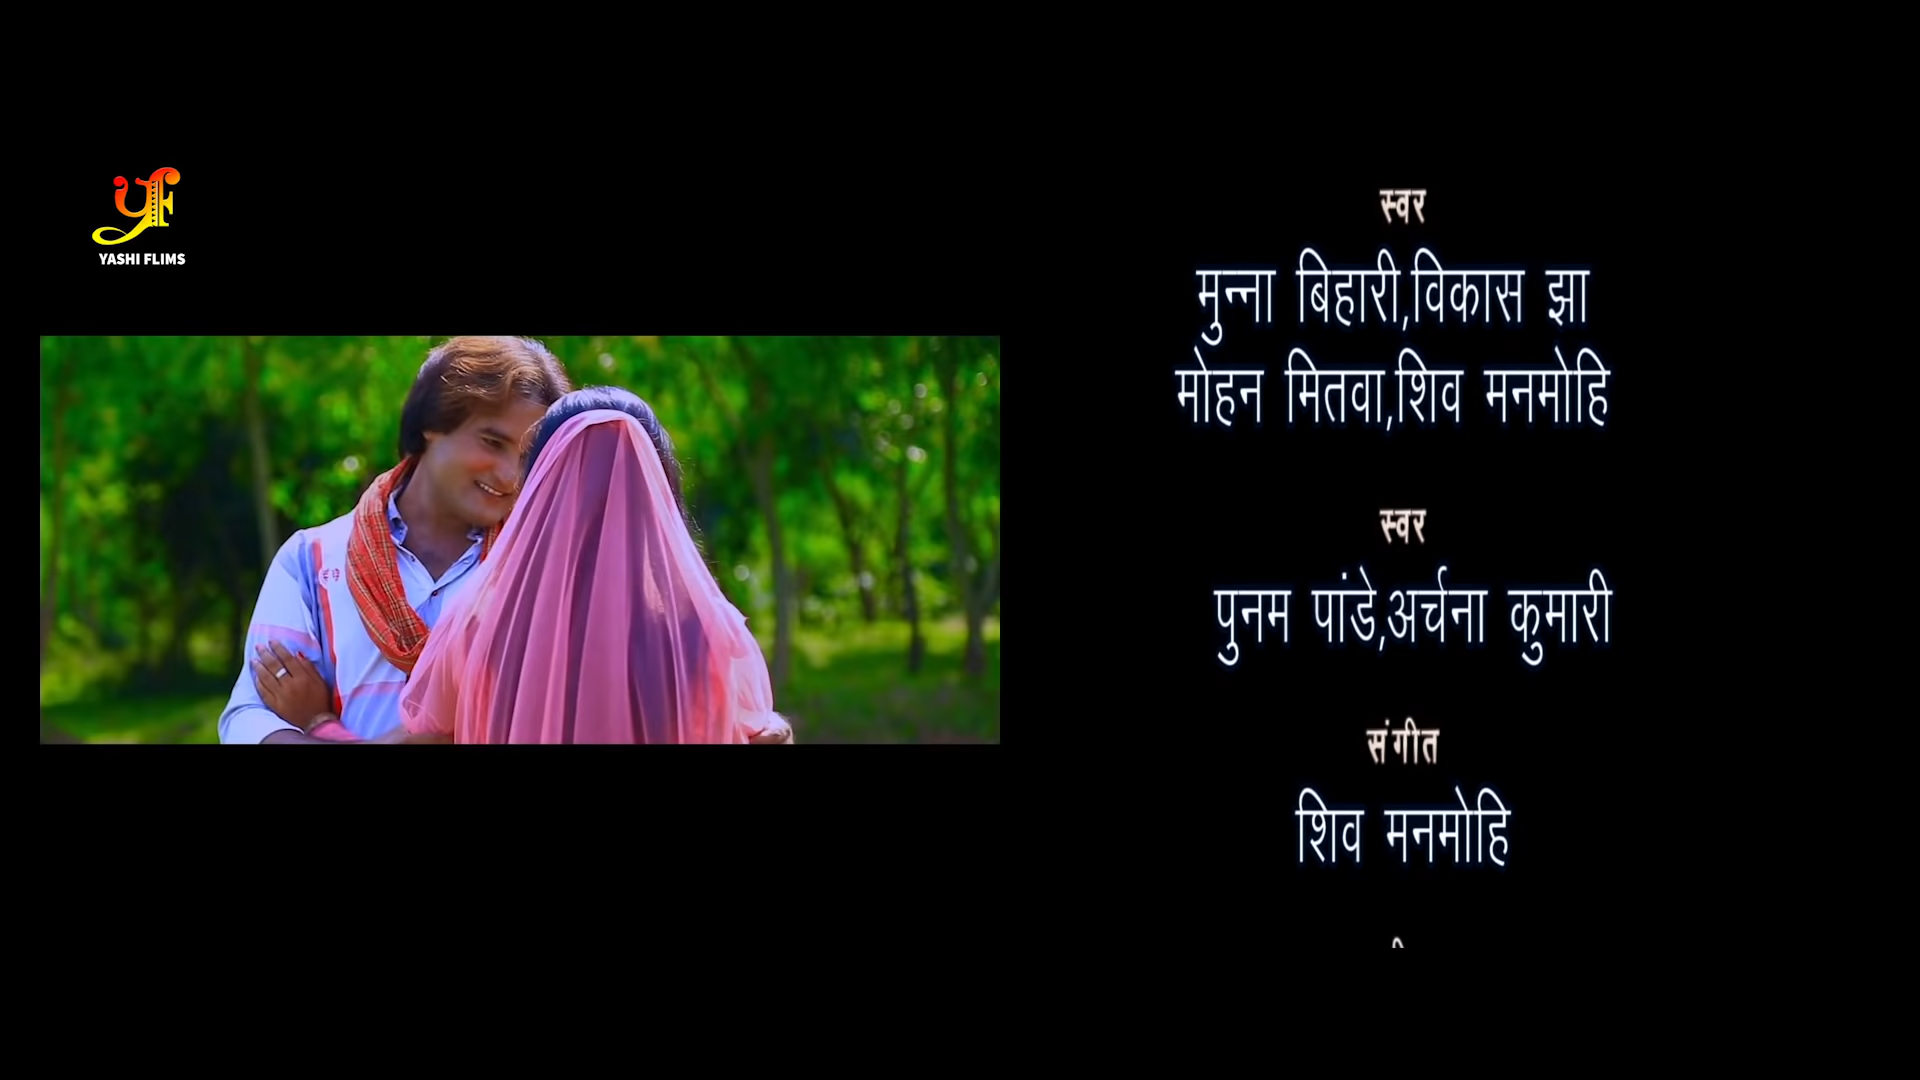 YASHI FLIMS
स्वर
मुन्ना बिहारी,विकास झा
मोहन मितवा,शिव मनमोहि
स्वर
पुनम पांडे,अर्चना कुमारी
संगीत
शिव मनमोहि